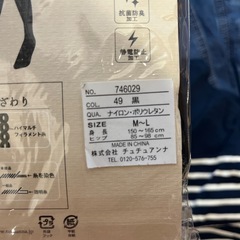 抗菌防臭
加工
静電防止
加工
NO. 746029
COL. 49 黒
QUA. ナイロン・ポリウレタン
SIZE M～L
身長 150～165cm
ヒップ 85～98cm
MADE IN CHINA
株式会社 チュチュアンナ
TEL. 0120-576-755
ざわり
ハイマルチ
フィラメント糸